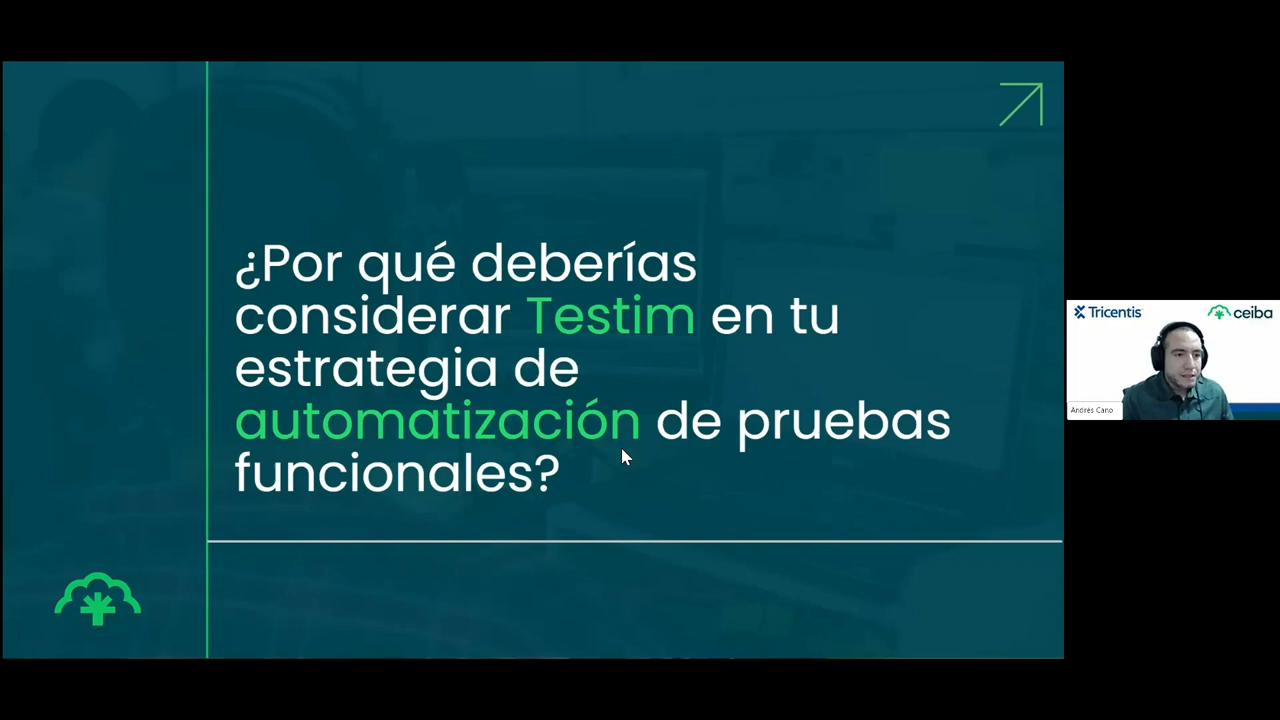 ¿Por qué deberías
considerar Testim en tu
estrategia de
automatización de pruebas
funcionales?
Tricentis
ceiba
Andrés Cano